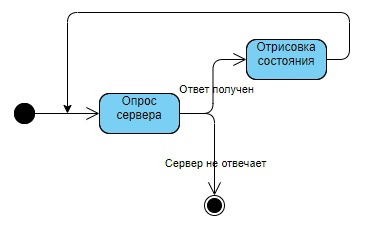 Отрисовка
состояния
Ответ получен
Опрос
сервера
Сервер не отвечает